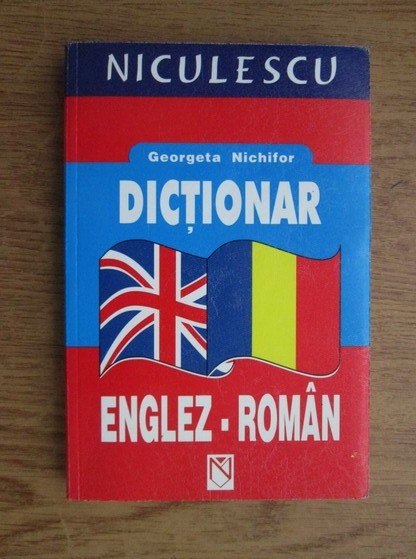 NICULESCU
Georgeta Nichifor
DICȚIONAR
ENGLEZ - ROMÂN